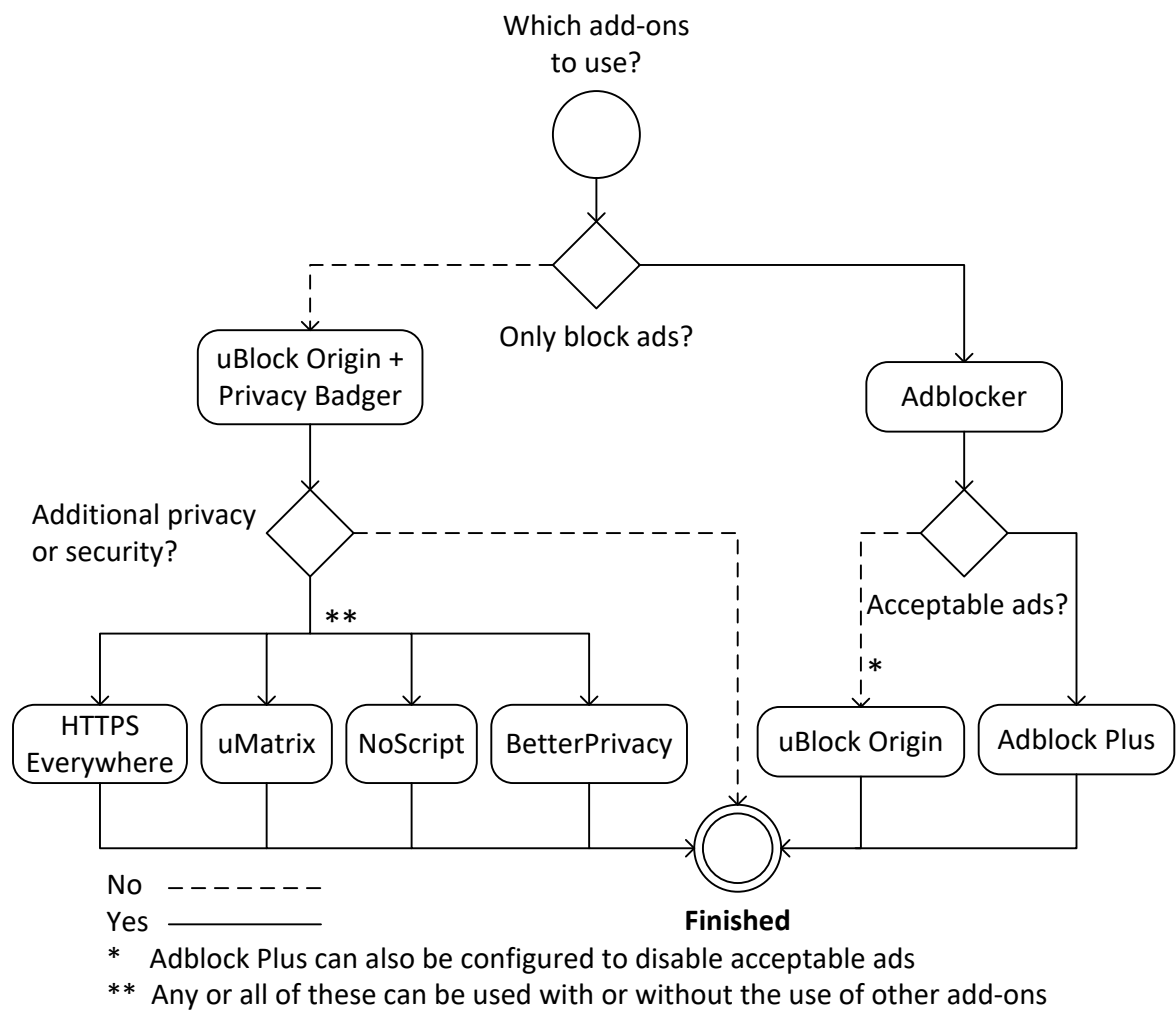 Which add-ons
to use?
Only block ads?
uBlock Origin +
Privacy Badger
Adblocker
Additional privacy
or security?
Acceptable ads?
**
*
HTTPS
Everywhere
uMatrix
NoScript
BetterPrivacy
uBlock Origin
Adblock Plus
No
Yes
Finished
* Adblock Plus can also be configured to disable acceptable ads
** Any or all of these can be used with or without the use of other add-ons